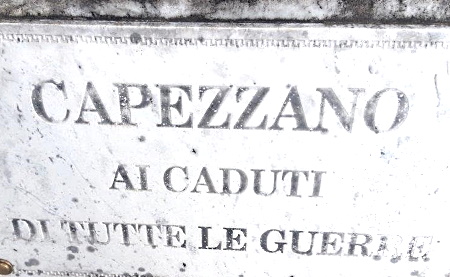 CAPEZZANO
AI CADUTI
DI TUTTE LE GUERRE